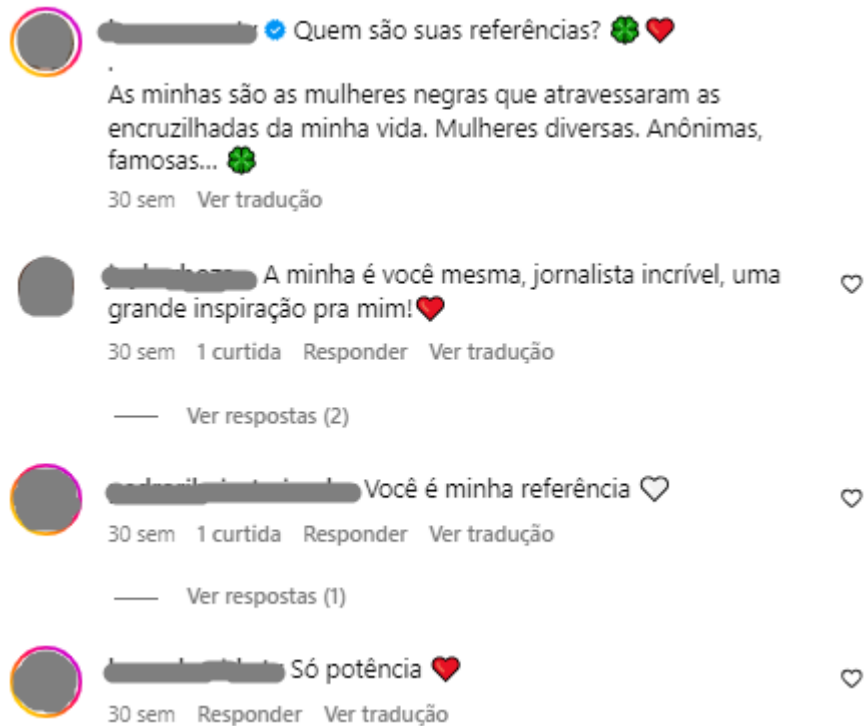 Quem são suas referências? 🍀 ❤️
.
As minhas são as mulheres negras que atravessaram as
encruzilhadas da minha vida. Mulheres diversas. Anônimas,
famosas... 🍀
30 sem Ver tradução
A minha é você mesma, jornalista incrível, uma
grande inspiração pra mim!❤️
30 sem 1 curtida Responder Ver tradução
Ver respostas (2)
Você é minha referência 🤍
30 sem 1 curtida Responder Ver tradução
Ver respostas (1)
Só potência ❤️
30 sem Responder Ver tradução